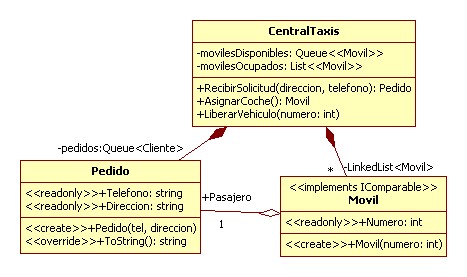 CentralTaxis
-movilesDisponibles: Queue<<Movil>>
-movilesOcupados: List<<Movil>>
+RecibirSolicitud(direccion, telefono): Pedido
+AsignarCoche(): Movil
+LiberarVehiculo(numero: int)
-pedidos:Queue<Cliente>
*
-LinkedList<Movil>
Pedido
<<readonly>>+Telefono: string
<<readonly>>+Direccion: string
<<create>>+Pedido(tel, direccion)
<<override>>+ToString(): string
+Pasajero
1
<<implements IComparable>>
Movil
<<readonly>>+Numero: int
<<create>>+Movil(numero: int)